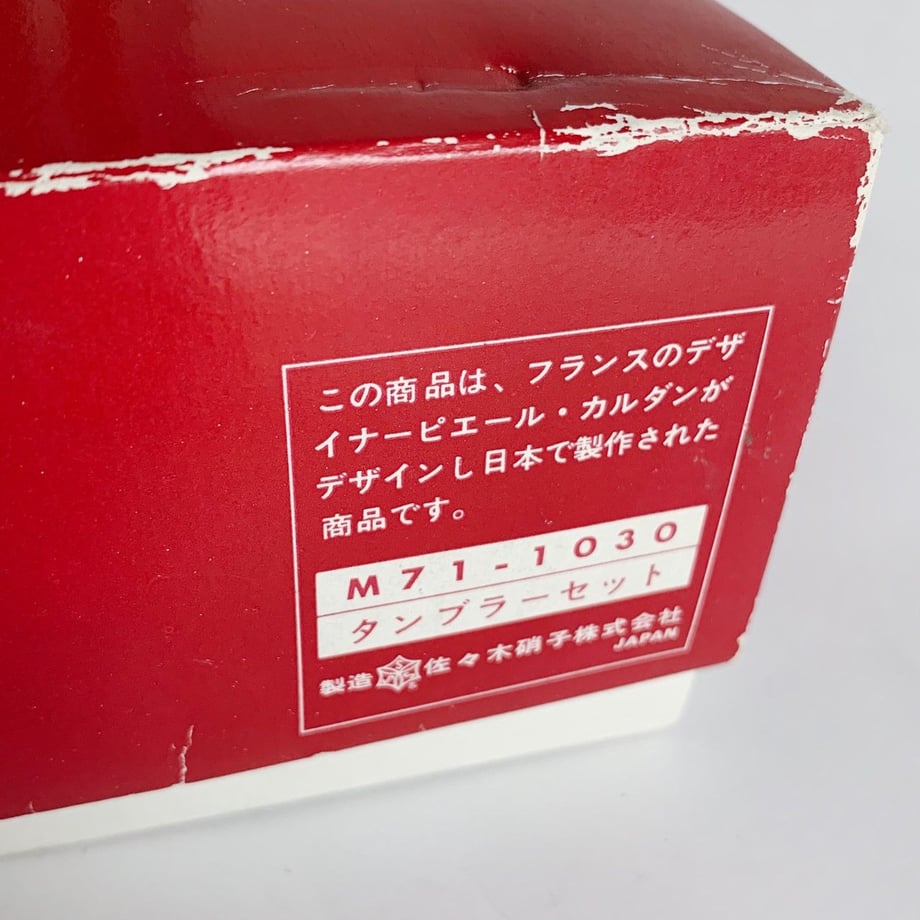 この商品は、フランスのデザ
イナーピエール・カルダンが
デザインし日本で製作された
商品です。
M71-1030
タンブラーセット
製造 佐々木硝子株式会社
JAPAN